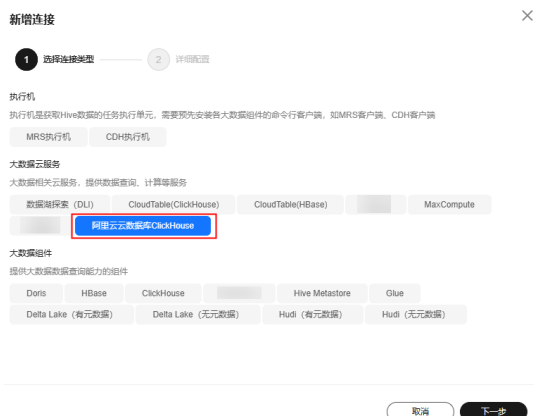 新增连接
1 选择连接类型 2 详细配置
执行机
执行机是获取Hive数据的任务执行单元，需要预先安装各大数据组件的命令行客户端，如MRS客户端、CDH客户端
MRS执行机 CDH执行机
大数据云服务
大数据相关云服务，提供数据查询、计算等服务
数据湖探索（DLI） CloudTable(ClickHouse) CloudTable(HBase) MaxCompute
阿里云云数据库ClickHouse
大数据组件
提供大数据数据查询能力的组件
Doris HBase ClickHouse Hive Metastore Glue
Delta Lake（有元数据） Delta Lake（无元数据） Hudi（有元数据） Hudi（无元数据）
取消 下一步